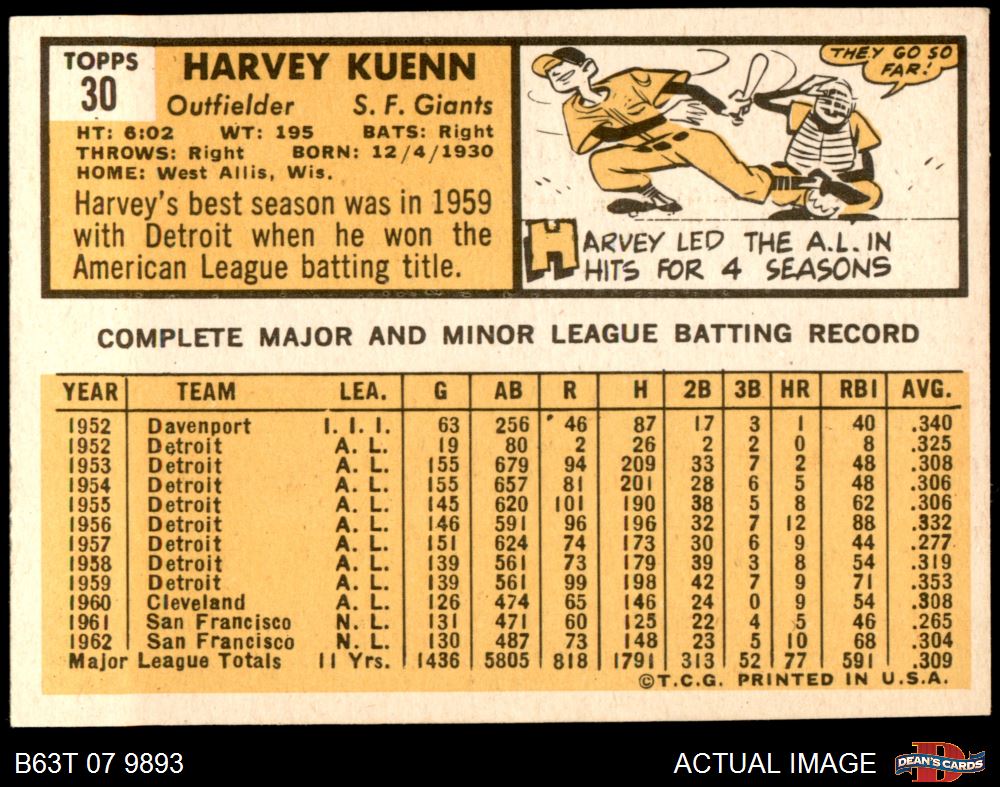 TOPPS
30
HARVEY KUENN
Outfielder S. F. Giants
HT: 6:02 WT: 195 BATS: Right
THROWS: Right BORN: 12/4/1930
HOME: West Allis, Wis.
Harvey's best season was in 1959
with Detroit when he won the
American League batting title.
THEY GO SO
FAR!
HARVEY LED THE A.L. IN
HITS FOR 4 SEASONS
COMPLETE MAJOR AND MINOR LEAGUE BATTING RECORD
YEAR TEAM LEA. G AB R H 2B 3B HR RBI AVG.
1952 Davenport I. I. I. 63 256 46 87 17 3 1 40 .340
1952 Detroit A. L. 19 80 2 26 2 2 0 8 .325
1953 Detroit A. L. 155 679 94 209 33 7 2 48 .308
1954 Detroit A. L. 155 657 81 201 28 6 5 48 .306
1955 Detroit A. L. 145 620 101 190 38 5 8 62 .306
1956 Detroit A. L. 146 591 96 196 32 7 12 88 .332
1957 Detroit A. L. 151 624 74 173 30 6 9 44 .277
1958 Detroit A. L. 139 561 73 179 39 3 8 54 .319
1959 Detroit A. L. 139 561 99 198 42 7 9 71 .353
1960 Cleveland A. L. 126 474 65 146 24 0 9 54 .308
1961 San Francisco N. L. 131 471 60 125 22 4 5 46 .265
1962 San Francisco N. L. 130 487 73 148 23 5 10 68 .304
Major League Totals 11 Yrs. 1436 5805 818 1791 313 52 77 591 .309
©T.C.G. PRINTED IN U.S.A.
B63T 07 9893
ACTUAL IMAGE
DEAN'S CARDS